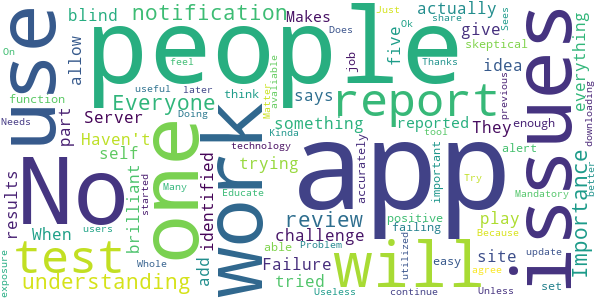 use
people
No
one
work
app
issues
report
test
will
notification
blind
allow
Makes
actually
five
give
skeptical
share
Ok
Does
Just
Sees
On
feel
job
says
idea
function
Everyone
useful
later
think
Thanks
Matter
avaliable
everything
Needs
Server
Doing
something
reported
They
enough
previous
downloading
part
Haven't
Kinda
technology
tool
alert
better
self
trying
accurately
important
Try
Mandatory
Importance
results
When
brilliant
started
Many
identified
add
Educate
review
positive
failing
play
Because
users
challenge
able
Problem
utilized
easy
site
update
understanding
Whole
Failure
tried
agree
set
exposure
Useless
continue
Unless